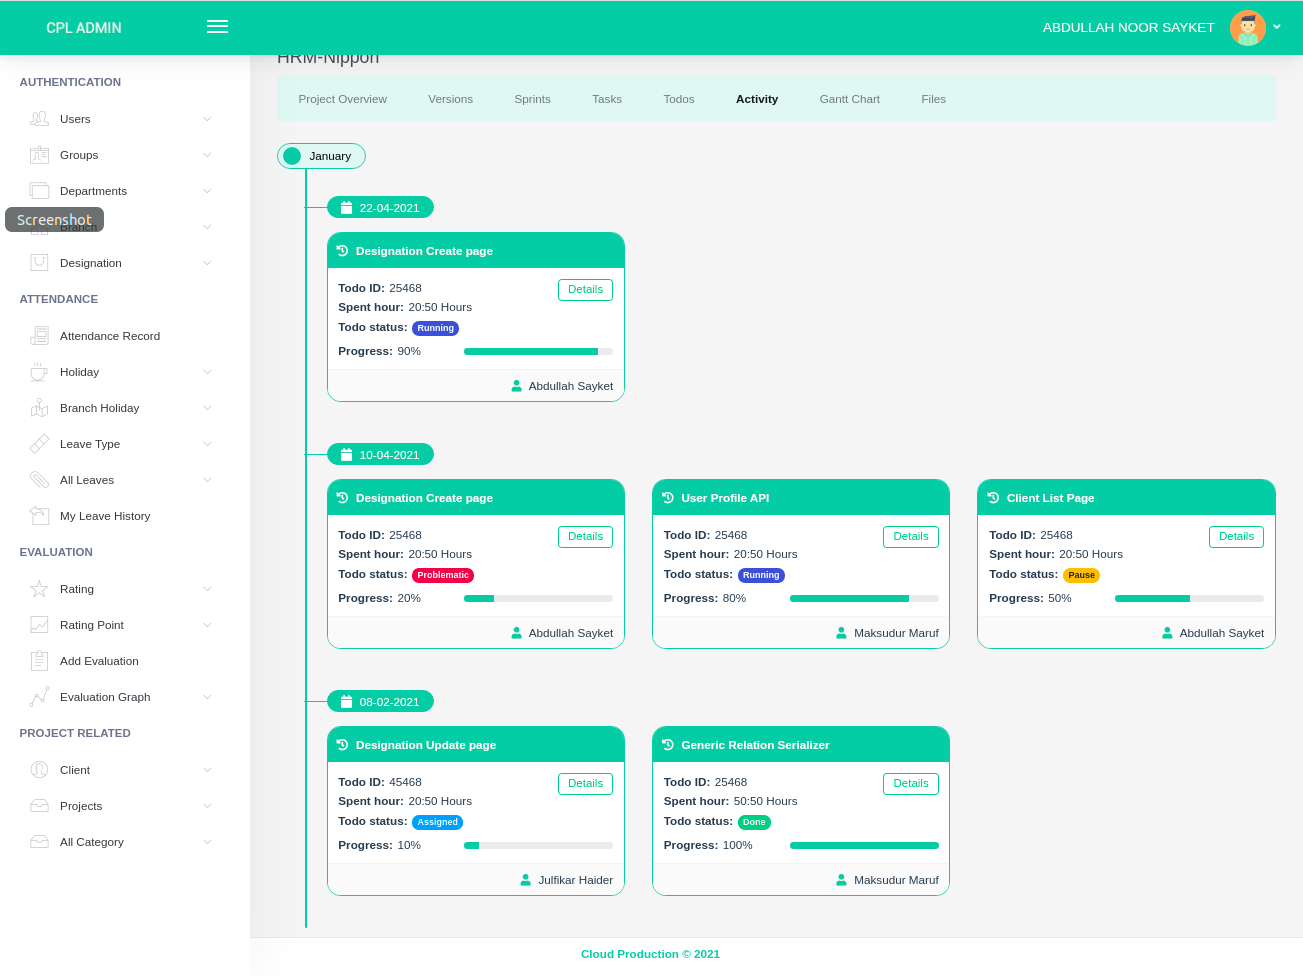 CPL ADMIN
ABDULLAH NOOR SAYKET
HRM-Nippon
Project Overview Versions Sprints Tasks Todos Activity Gantt Chart Files
AUTHENTICATION
Users
Groups
Departments
Screenshot
Branch
Designation
ATTENDANCE
Attendance Record
Holiday
Branch Holiday
Leave Type
All Leaves
My Leave History
EVALUATION
Rating
Rating Point
Add Evaluation
Evaluation Graph
PROJECT RELATED
Client
Projects
All Category
January
22-04-2021
Designation Create page
Todo ID: 25468 Details
Spent hour: 20:50 Hours
Todo status: Running
Progress: 90%
Abdullah Sayket
10-04-2021
Designation Create page
Todo ID: 25468 Details
Spent hour: 20:50 Hours
Todo status: Problematic
Progress: 20%
Abdullah Sayket
User Profile API
Todo ID: 25468 Details
Spent hour: 20:50 Hours
Todo status: Running
Progress: 80%
Maksudur Maruf
Client List Page
Todo ID: 25468 Details
Spent hour: 20:50 Hours
Todo status: Pause
Progress: 50%
Abdullah Sayket
08-02-2021
Designation Update page
Todo ID: 45468 Details
Spent hour: 20:50 Hours
Todo status: Assigned
Progress: 10%
Julfikar Haider
Generic Relation Serializer
Todo ID: 25468 Details
Spent hour: 50:50 Hours
Todo status: Done
Progress: 100%
Maksudur Maruf
Cloud Production © 2021